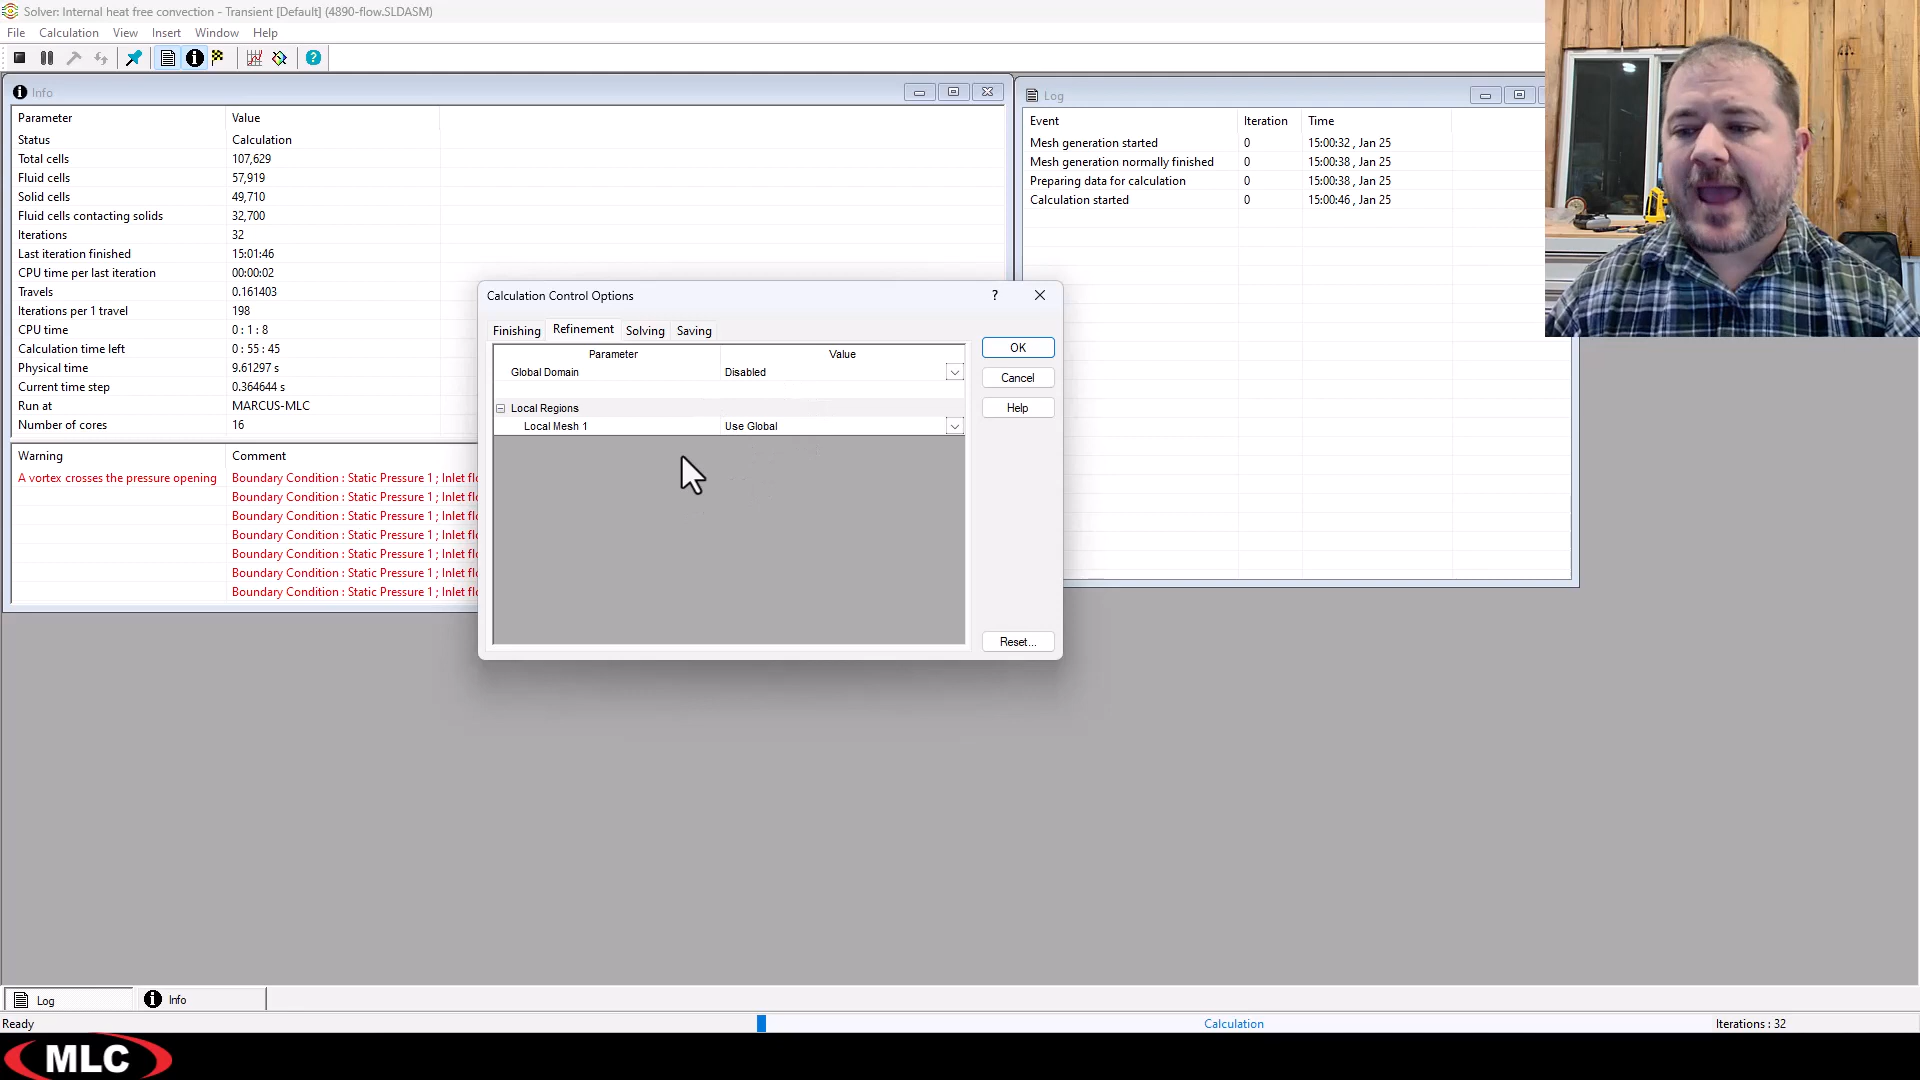 Solver: Internal heat free convection - Transient [Default] (4890-flow.SLDASM)
File Calculation View Insert Window Help
Info
Parameter Value
Status Calculation
Total cells 107,629
Fluid cells 57,919
Solid cells 49,710
Fluid cells contacting solids 32,700
Iterations 32
Last iteration finished 15:01:46
CPU time per last iteration 00:00:02
Travels 0.161403
Iterations per 1 travel 198
CPU time 0 : 1 : 8
Calculation time left 0 : 55 : 45
Physical time 9.61297 s
Current time step 0.364644 s
Run at MARCUS-MLC
Number of cores 16
Warning Comment
A vortex crosses the pressure opening Boundary Condition : Static Pressure 1 ; Inlet flo
Boundary Condition : Static Pressure 1 ; Inlet flo
Boundary Condition : Static Pressure 1 ; Inlet flo
Boundary Condition : Static Pressure 1 ; Inlet flo
Boundary Condition : Static Pressure 1 ; Inlet flo
Boundary Condition : Static Pressure 1 ; Inlet flo
Boundary Condition : Static Pressure 1 ; Inlet flo
Log
Event Iteration Time
Mesh generation started 0 15:00:32 , Jan 25
Mesh generation normally finished 0 15:00:38 , Jan 25
Preparing data for calculation 0 15:00:38 , Jan 25
Calculation started 0 15:00:46 , Jan 25
Calculation Control Options ?
Finishing Refinement Solving Saving
Parameter Value
Global Domain Disabled
Local Regions
Local Mesh 1 Use Global
OK
Cancel
Help
Reset...
Log Info
Ready Calculation Iterations : 32
MLC